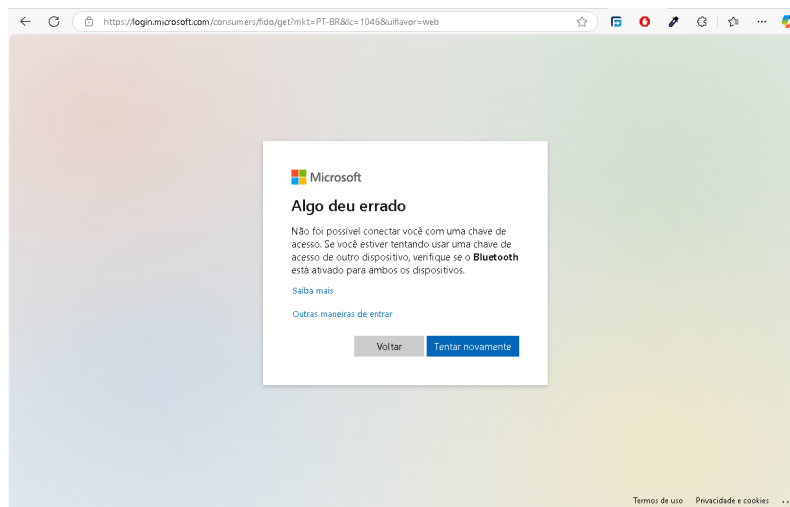 https://login.microsoft.com/consumers/fido/get?mkt=PT-BR&lc=1046&uiflavor=web
Microsoft
Algo deu errado
Não foi possível conectar você com uma chave de
acesso. Se você estiver tentando usar uma chave de
acesso de outro dispositivo, verifique se o Bluetooth
está ativado para ambos os dispositivos.
Saiba mais
Outras maneiras de entrar
Voltar Tentar novamente
Termos de uso Privacidade e cookies